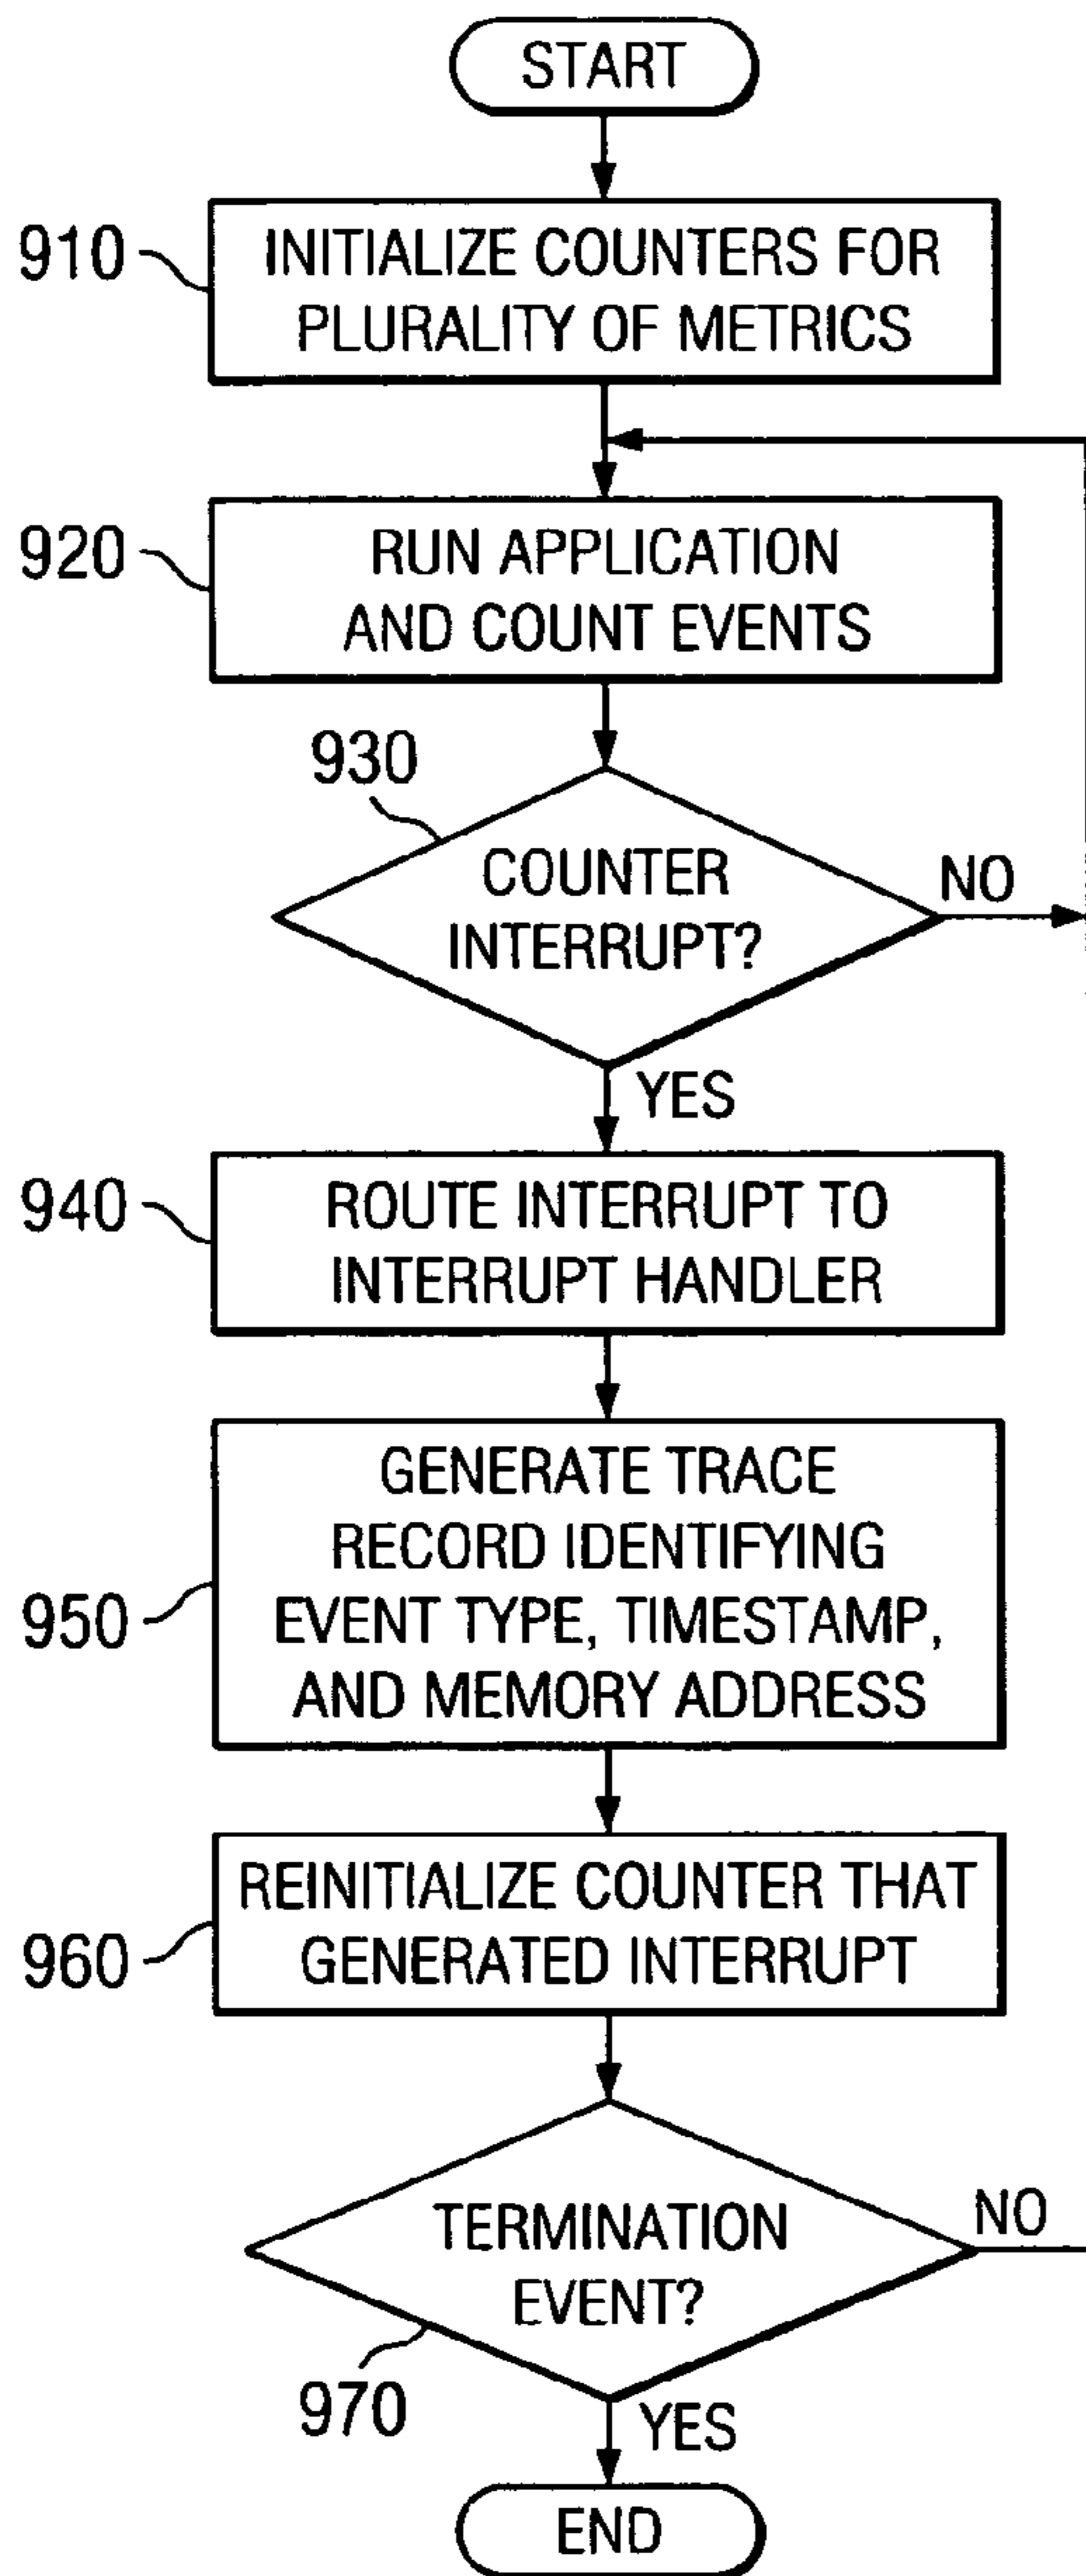 START
910
INITIALIZE COUNTERS FOR
PLURALITY OF METRICS
920
RUN APPLICATION
AND COUNT EVENTS
930
COUNTER
INTERRUPT?
NO
YES
940
ROUTE INTERRUPT TO
INTERRUPT HANDLER
950
GENERATE TRACE
RECORD IDENTIFYING
EVENT TYPE, TIMESTAMP,
AND MEMORY ADDRESS
960
REINITIALIZE COUNTER THAT
GENERATED INTERRUPT
TERMINATION
EVENT?
NO
970
YES
END